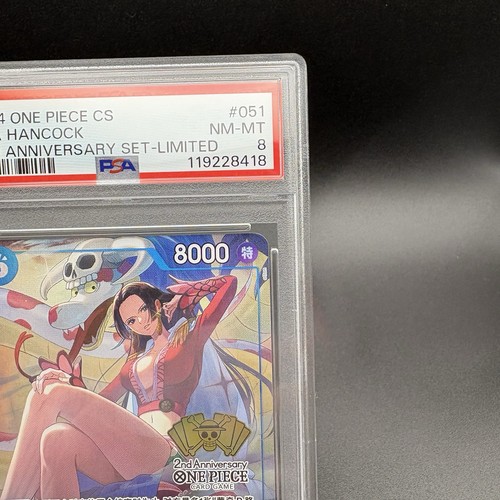 4 ONE PIECE CS #051
HANCOCK NM-MT
ANNIVERSARY SET-LIMITED 8
PSA 119228418
8000 特
2nd Anniversary
ONE PIECE
CARD GAME